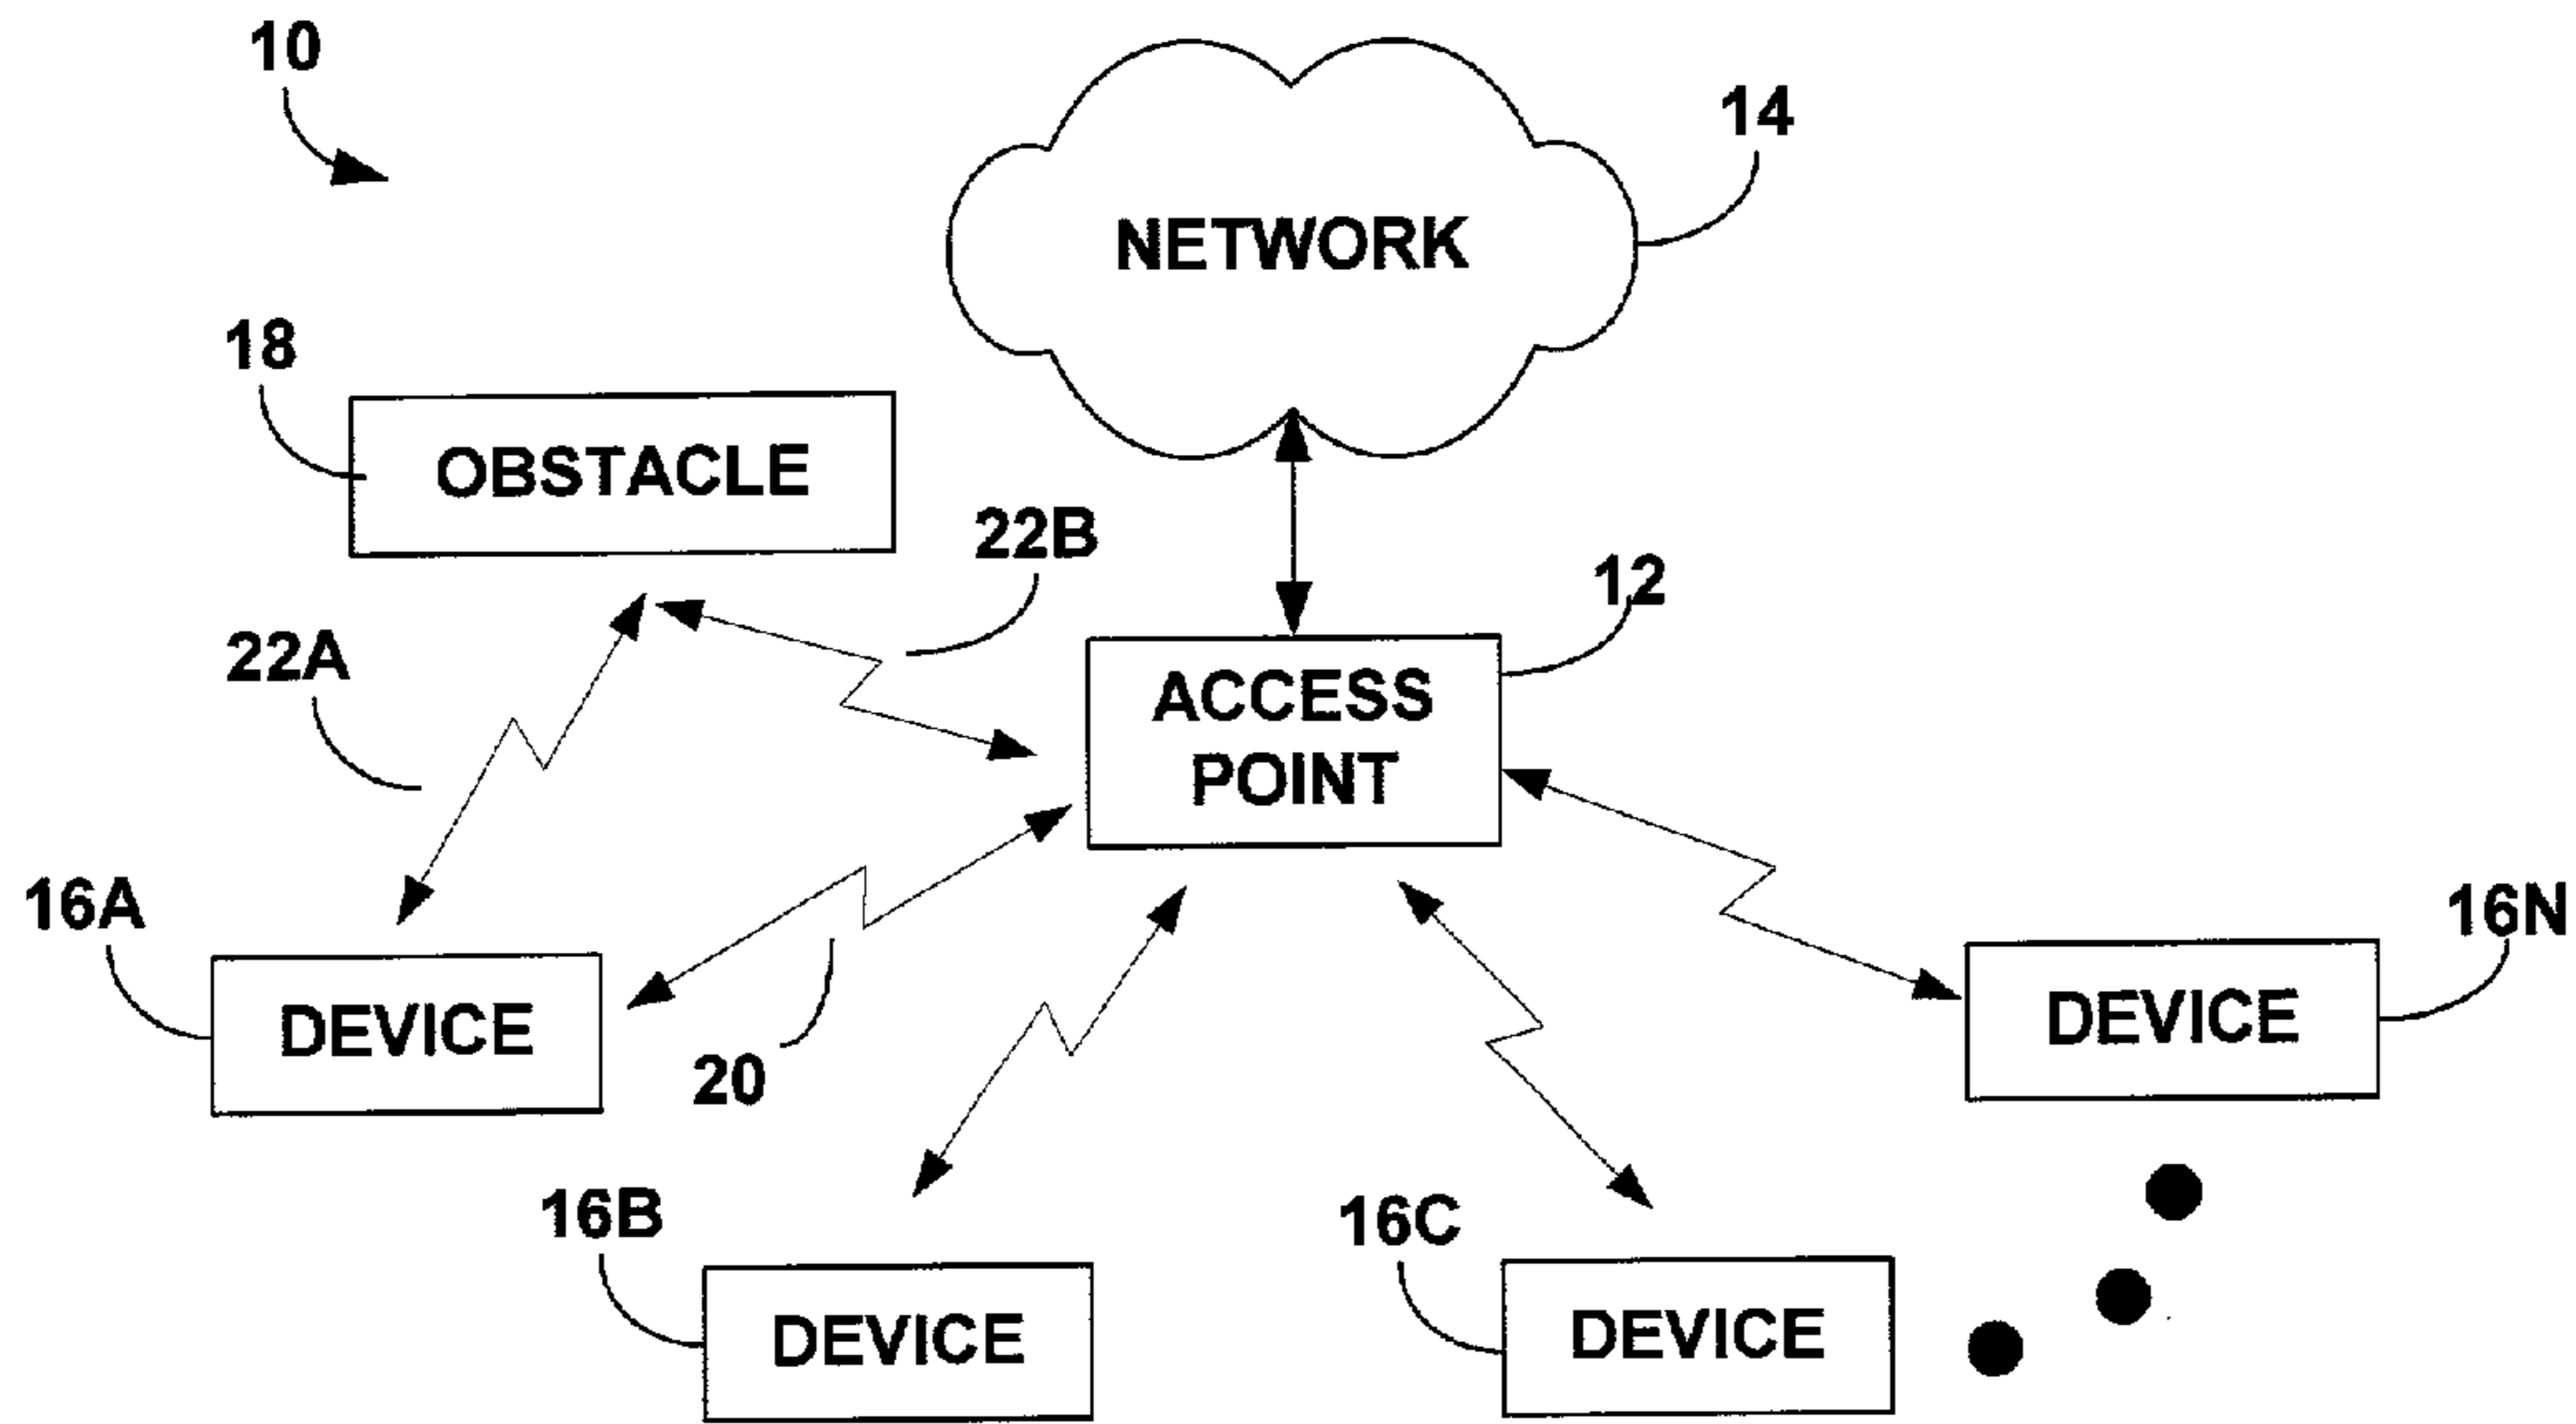 10
14
NETWORK
18
OBSTACLE
22B
12
22A
ACCESS
POINT
16A
16N
DEVICE
DEVICE
20
16B
16C
DEVICE
DEVICE